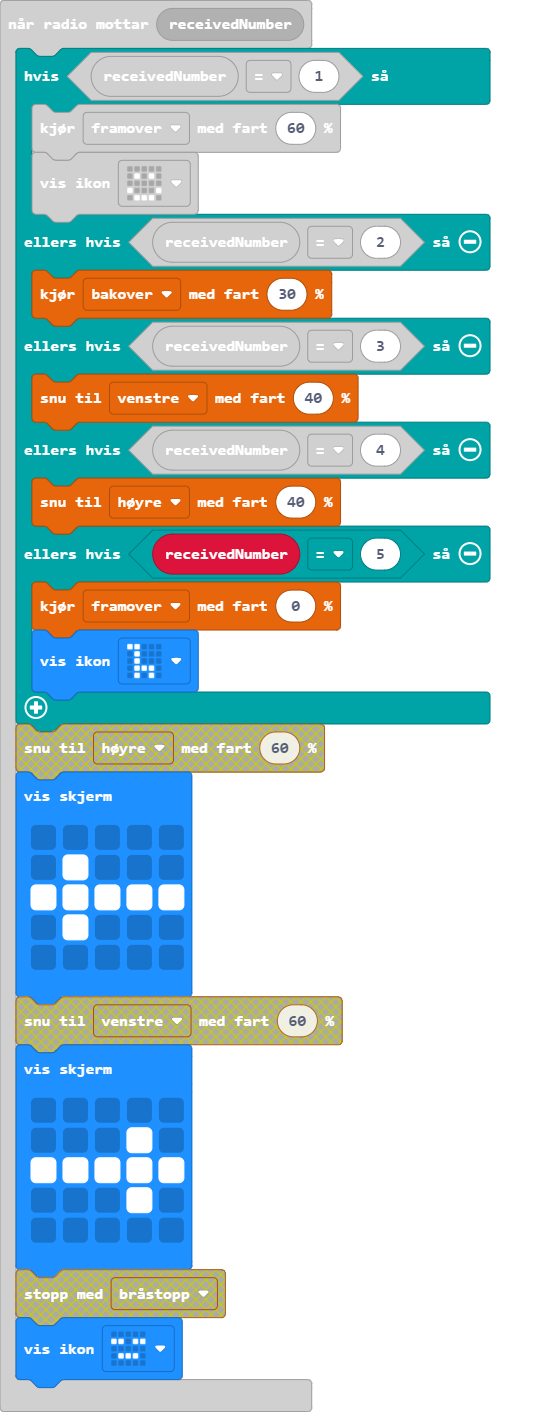 når radio mottar receivedNumber
hvis receivedNumber = 1 så
kjør framover med fart 60 %
vis ikon
ellers hvis receivedNumber = 2 så
kjør bakover med fart 30 %
ellers hvis receivedNumber = 3 så
snu til venstre med fart 40 %
ellers hvis receivedNumber = 4 så
snu til høyre med fart 40 %
ellers hvis receivedNumber = 5 så
kjør framover med fart 0 %
vis ikon
snu til høyre med fart 60 %
vis skjerm
snu til venstre med fart 60 %
vis skjerm
stopp med bråstopp
vis ikon